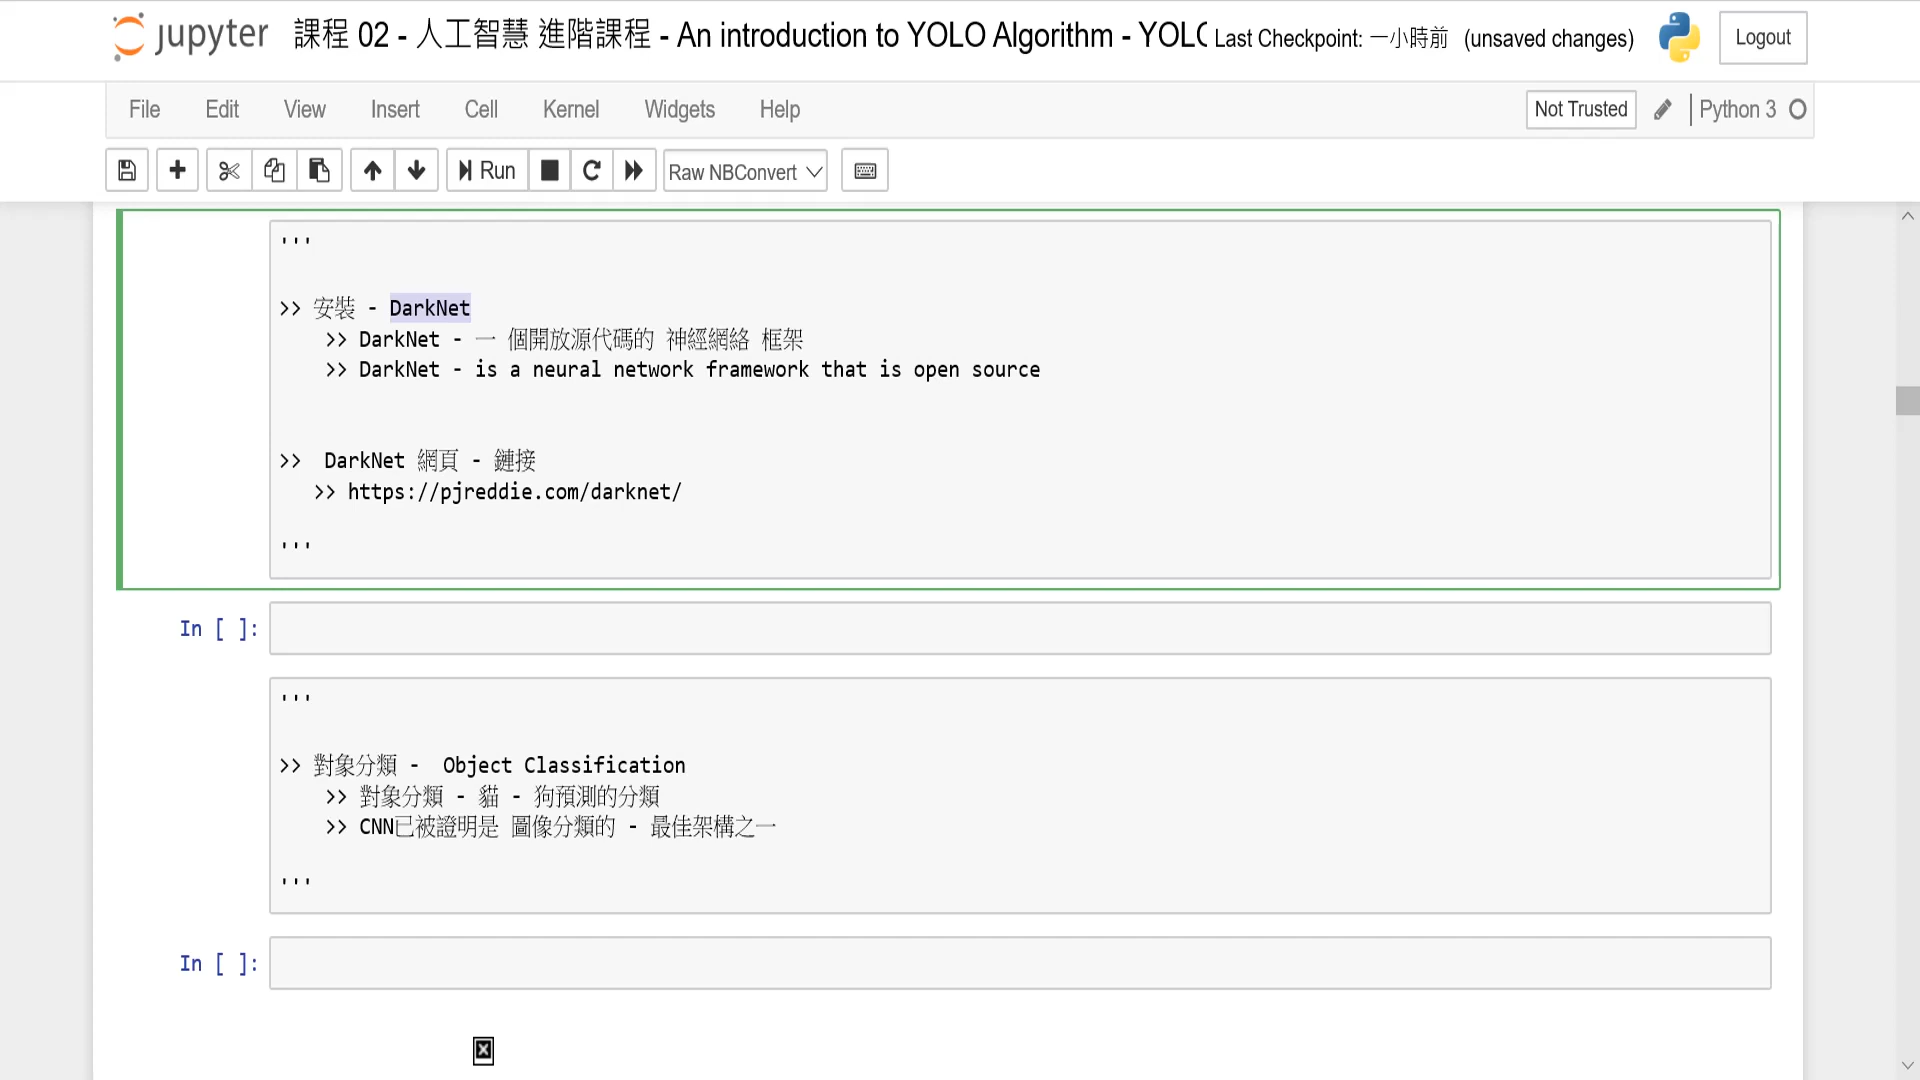 jupyter 課程 02 - 人工智慧 進階課程 - An introduction to YOLO Algorithm - YOLO Last Checkpoint: 一小時前 (unsaved changes) Logout
File Edit View Insert Cell Kernel Widgets Help Not Trusted Python 3
Run Raw NBConvert
'''
>> 安裝 - DarkNet
>> DarkNet - 一 個開放源代碼的 神經網絡 框架
>> DarkNet - is a neural network framework that is open source
>> DarkNet 網頁 - 鏈接
>> https://pjreddie.com/darknet/
'''
In [ ]:
'''
>> 對象分類 - Object Classification
>> 對象分類 - 貓 - 狗預測的分類
>> CNN已被證明是 圖像分類的 - 最佳架構之一
'''
In [ ]: